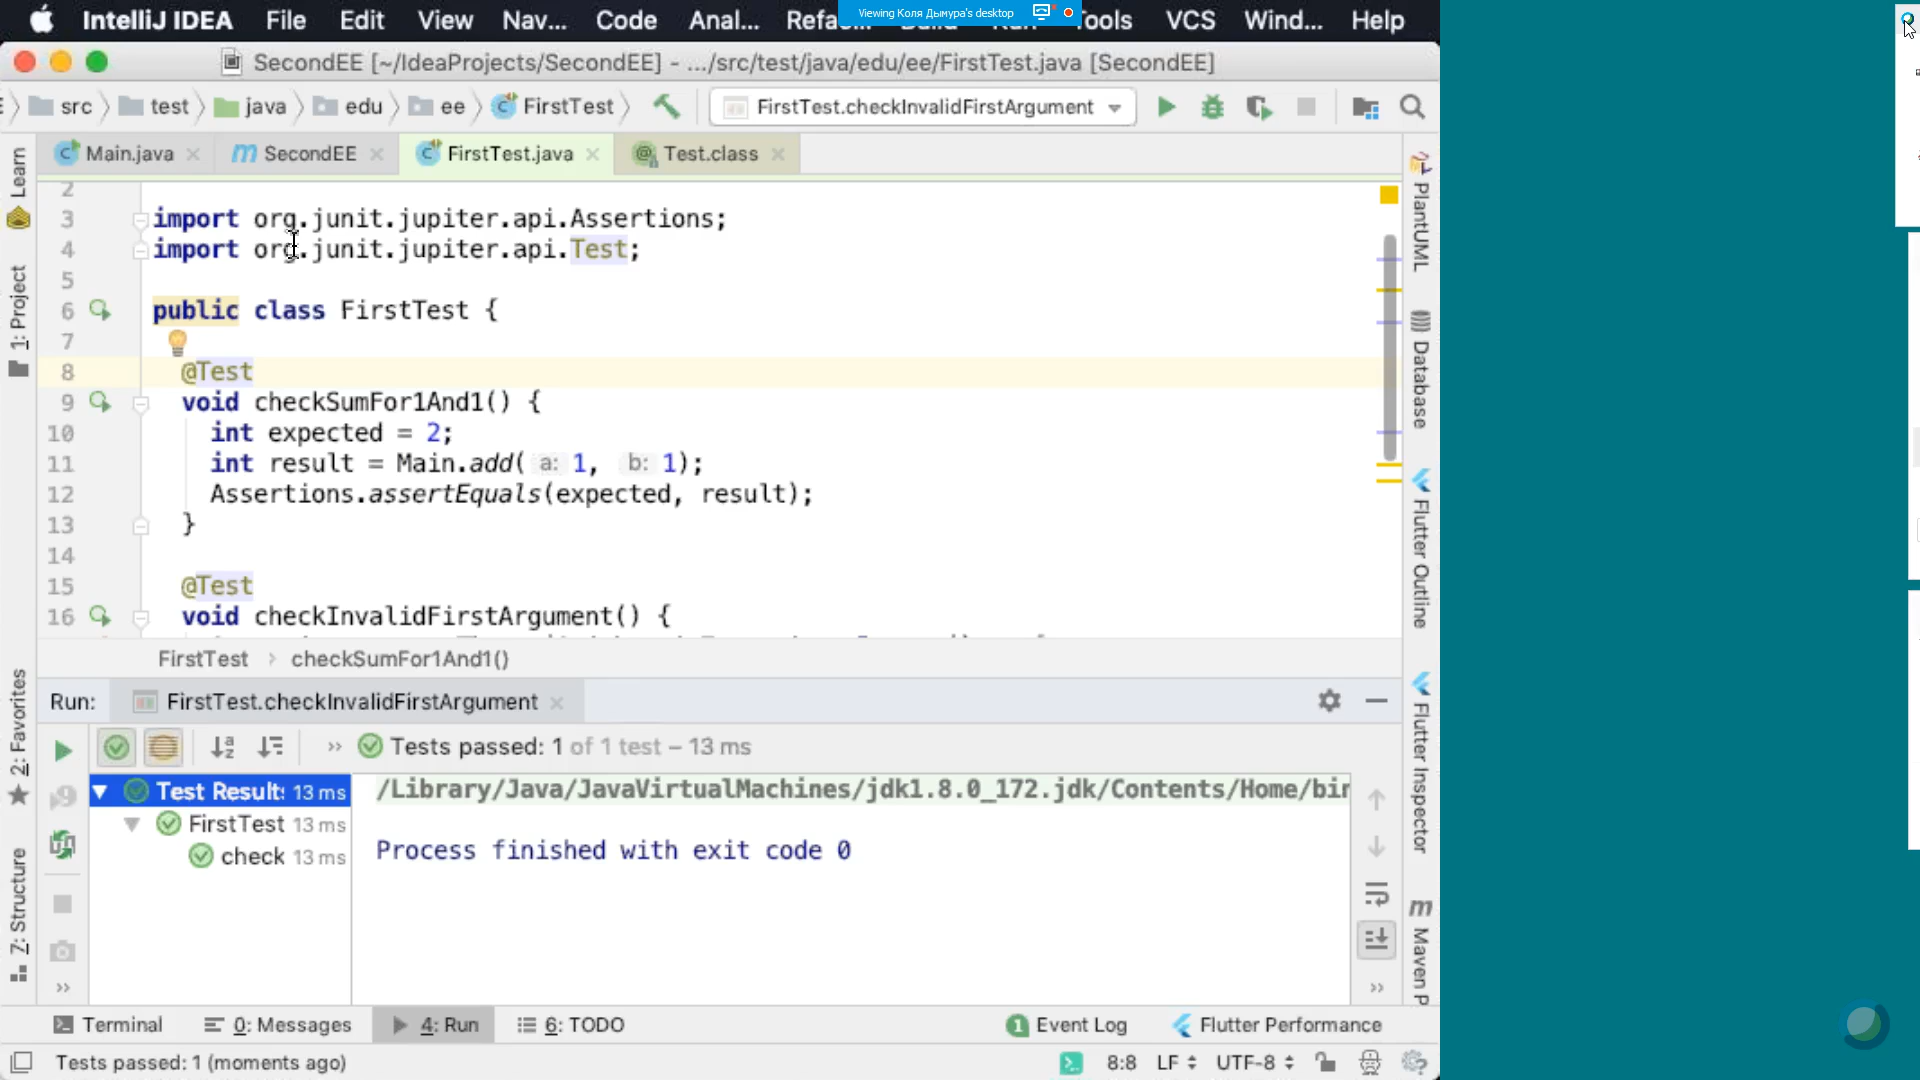 IntelliJ IDEA File Edit View Nav... Code Anal... Refa... Build Run Tools VCS Wind... Help
Viewing Коля Дымура's desktop
SecondEE [~/IdeaProjects/SecondEE] - .../src/test/java/edu/ee/FirstTest.java [SecondEE]
src test java edu ee FirstTest FirstTest.checkInvalidFirstArgument
Main.java SecondEE FirstTest.java Test.class
2
3 import org.junit.jupiter.api.Assertions;
4 import org.junit.jupiter.api.Test;
5
6 public class FirstTest {
7
8 @Test
9 void checkSumFor1And1() {
10 int expected = 2;
11 int result = Main.add( a: 1, b: 1);
12 Assertions.assertEquals(expected, result);
13 }
14
15 @Test
16 void checkInvalidFirstArgument() {
FirstTest checkSumFor1And1()
Run: FirstTest.checkInvalidFirstArgument
Tests passed: 1 of 1 test – 13 ms
Test Results 13 ms
FirstTest 13 ms
check 13 ms
/Library/Java/JavaVirtualMachines/jdk1.8.0_172.jdk/Contents/Home/bin
Process finished with exit code 0
Learn
1: Project
2: Favorites
7: Structure
PlantUML
Database
Flutter Outline
Flutter Inspector
Maven P
Terminal 0: Messages 4: Run 6: TODO 1 Event Log Flutter Performance
Tests passed: 1 (moments ago) 8:8 LF UTF-8